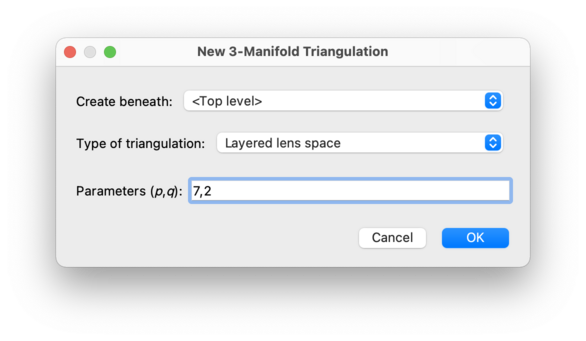 New 3-Manifold Triangulation
Create beneath: <Top level>
Type of triangulation: Layered lens space
Parameters (p,q): 7,2
Cancel OK